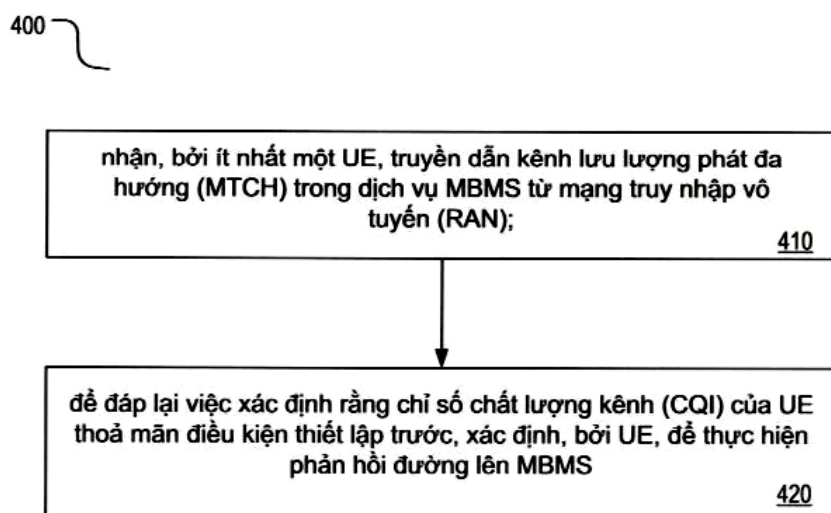 400
nhận, bởi ít nhất một UE, truyền dẫn kênh lưu lượng phát đa
hướng (MTCH) trong dịch vụ MBMS từ mạng truy nhập vô
tuyến (RAN);
410
để đáp lại việc xác định rằng chỉ số chất lượng kênh (CQI) của UE
thoả mãn điều kiện thiết lập trước, xác định, bởi UE, để thực hiện
phản hồi đường lên MBMS
420